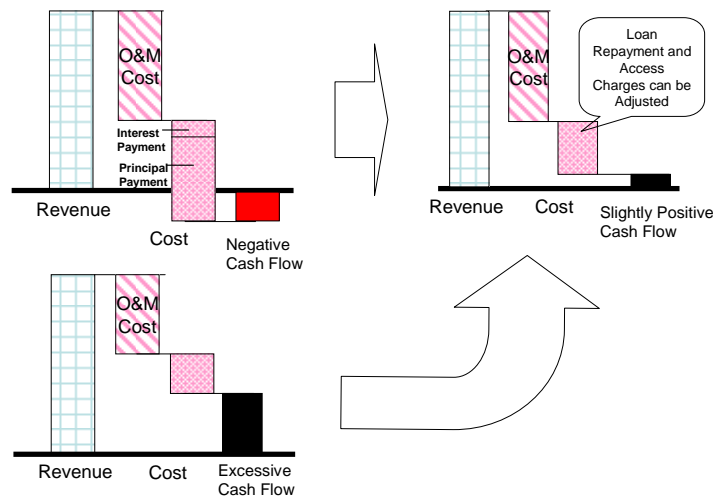 O&M
Cost
Interest
Payment
Principal
Payment
Revenue
Cost
Negative
Cash Flow
O&M
Cost
Loan
Repayment and
Access
Charges can be
Adjusted
Revenue
Cost
Slightly Positive
Cash Flow
O&M
Cost
Revenue
Cost
Excessive
Cash Flow